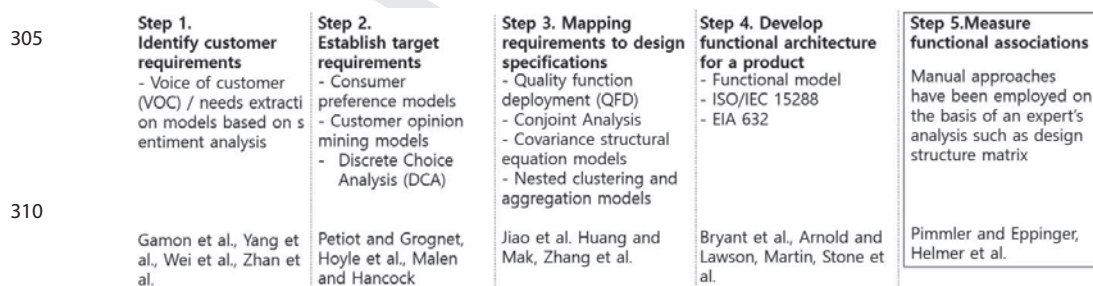 305
310
Step 1.
Identify customer
requirements
- Voice of customer
(VOC) / needs extracti
on models based on s
entiment analysis
Gamon et al., Yang et
al., Wei et al., Zhan et
al.
Step 2.
Establish target
requirements
- Consumer
preference models
- Customer opinion
mining models
- Discrete Choice
Analysis (DCA)
Petiot and Grognet,
Hoyle et al., Malen
and Hancock
Step 3. Mapping
requirements to design
specifications
- Quality function
deployment (QFD)
- Conjoint Analysis
- Covariance structural
equation models
- Nested clustering and
aggregation models
Jiao et al. Huang and
Mak, Zhang et al.
Step 4. Develop
functional architecture
for a product
- Functional model
- ISO/IEC 15288
- EIA 632
Bryant et al., Arnold and
Lawson, Martin, Stone et
al.
Step 5.Measure
functional associations
Manual approaches
have been employed on
the basis of an expert's
analysis such as design
structure matrix
Pimmler and Eppinger,
Helmer et al.